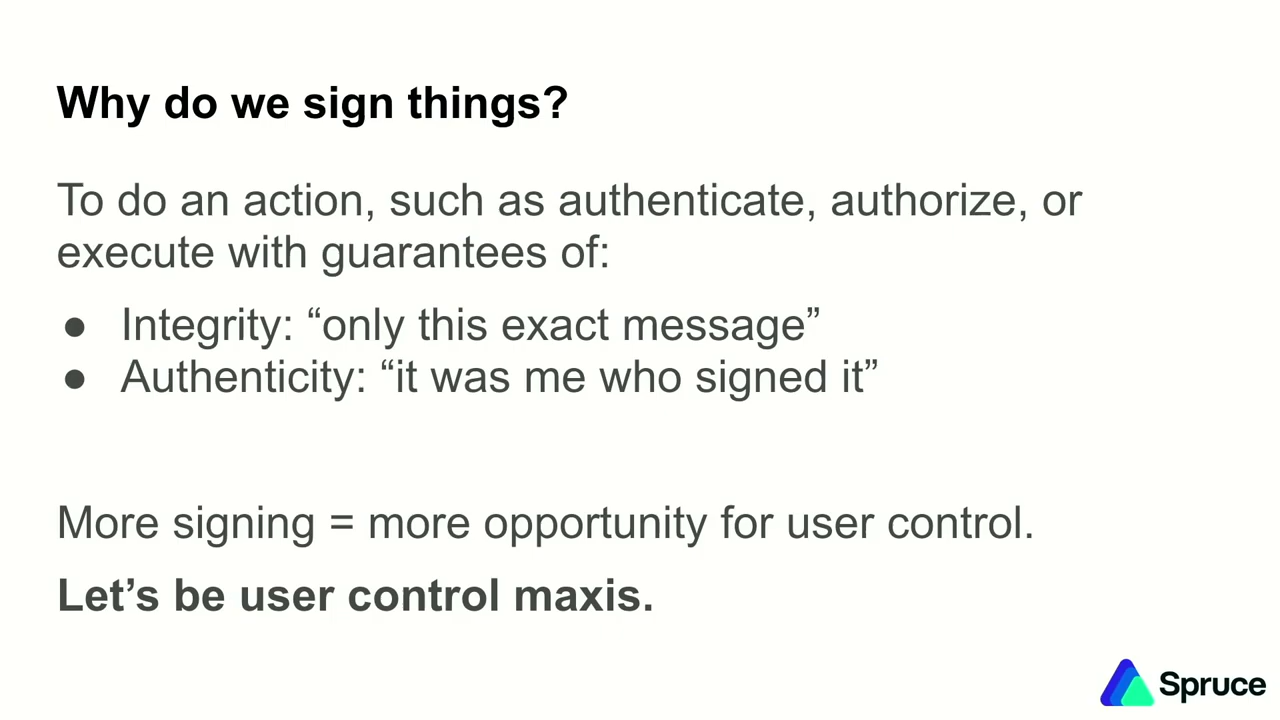 Why do we sign things?
To do an action, such as authenticate, authorize, or
execute with guarantees of:
● Integrity: “only this exact message”
● Authenticity: “it was me who signed it”
More signing = more opportunity for user control.
Let’s be user control maxis.
Spruce